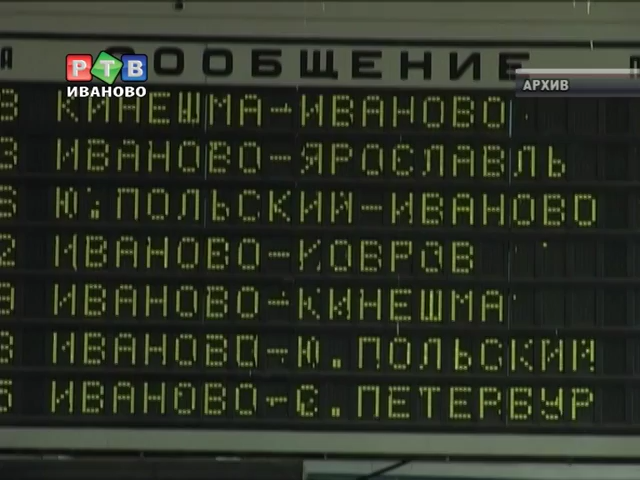 СООБЩЕНИЕ
РТВ
ИВАНОВО
АРХИВ
КИНЕШМА-ИВАНОВО
ИВАНОВО-ЯРОСЛАВЛЬ
Ю.ПОЛЬСКИЙ-ИВАНОВО
ИВАНОВО-КОВРОВ
ИВАНОВО-КИНЕШМА
ИВАНОВО-Ю.ПОЛЬСКИЙ
ИВАНОВО-С.ПЕТЕРБУР